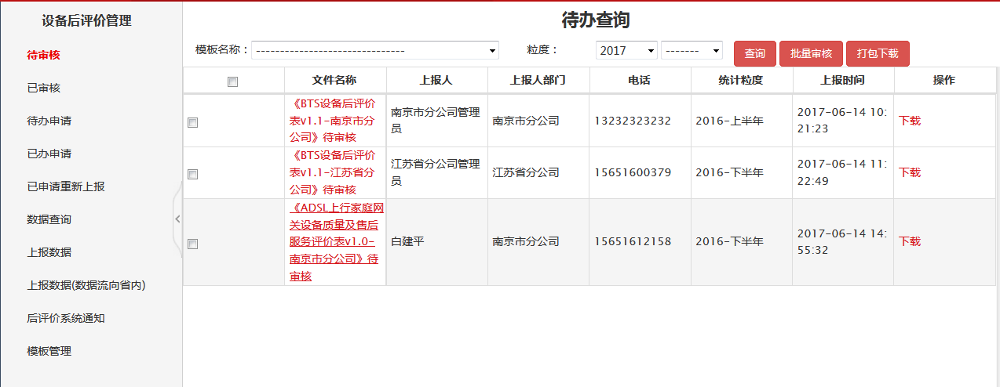 设备后评价管理
待审核
已审核
待办申请
已办申请
已申请重新上报
数据查询
上报数据
上报数据(数据流向省内)
后评价系统通知
模板管理
待办查询
模板名称： ------------------------------- 粒度： 2017 ------- 查询 批量审核 打包下载
文件名称 上报人 上报人部门 电话 统计粒度 上报时间 操作
《BTS设备后评价
表v1.1-南京市分
公司》待审核
南京市分公司管理
员
南京市分公司
13232323232
2016-上半年
2017-06-14 10:
21:23
下载
《BTS设备后评价
表v1.1-江苏省分
公司》待审核
江苏省分公司管理
员
江苏省分公司
15651600379
2016-下半年
2017-06-14 11:
22:49
下载
《ADSL上行家庭网
关设备质量及售后
服务评价表v1.0-
南京市分公司》待
审核
白建平
南京市分公司
15651612158
2016-下半年
2017-06-14 14:
55:32
下载